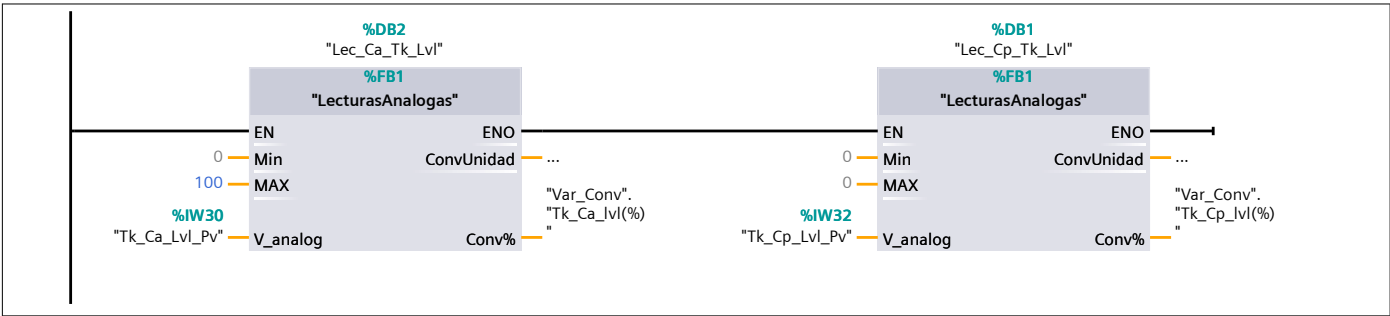 %DB2
"Lec_Ca_Tk_Lvl"
%FB1
"LecturasAnalogas"
EN
ENO
0
Min
ConvUnidad
...
100
MAX
%IW30
"Tk_Ca_Lvl_Pv"
V_analog
Conv%
"Var_Conv".
"Tk_Ca_lvl(%)
"
%DB1
"Lec_Cp_Tk_Lvl"
%FB1
"LecturasAnalogas"
EN
ENO
0
Min
ConvUnidad
...
0
MAX
%IW32
"Tk_Cp_Lvl_Pv"
V_analog
Conv%
"Var_Conv".
"Tk_Cp_lvl(%)
"